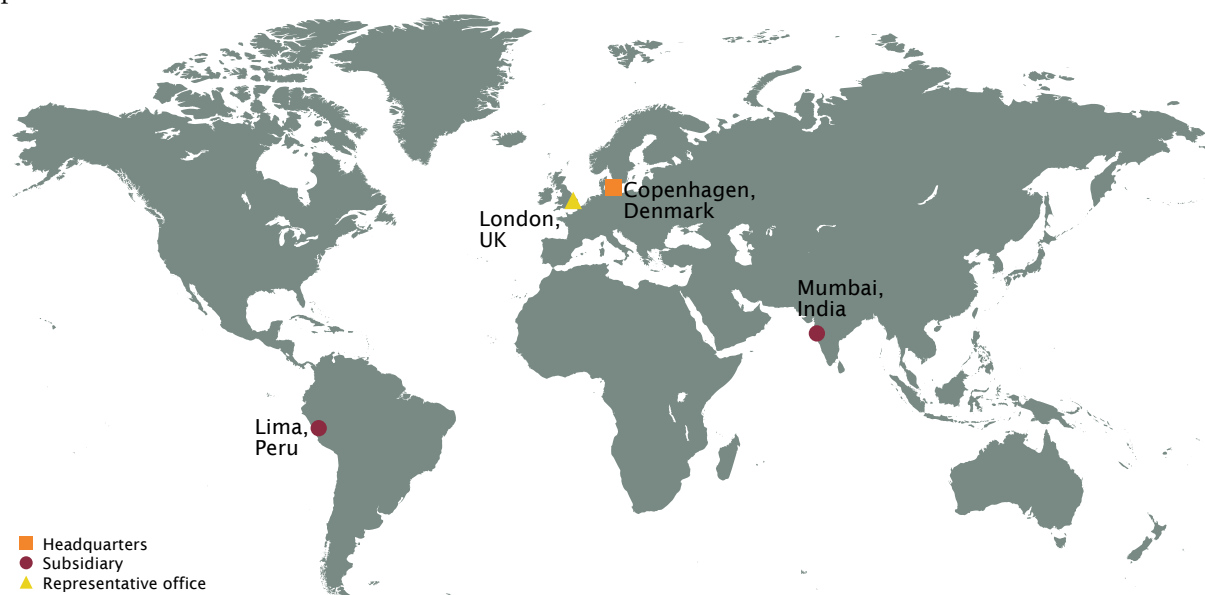 Copenhagen,
Denmark
London,
UK
Mumbai,
India
Lima,
Peru
Headquarters
Subsidiary
Representative office